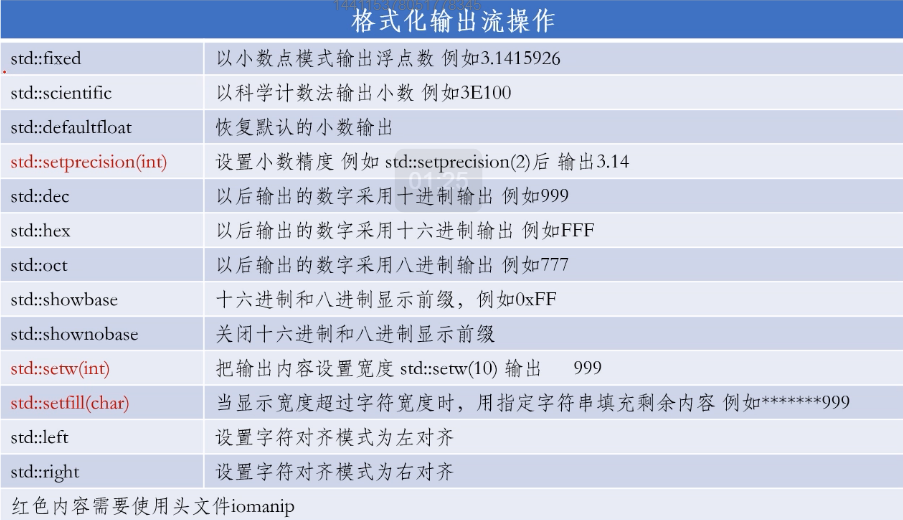 格式化输出流操作
std::fixed 以小数点模式输出浮点数 例如3.1415926
std::scientific 以科学计数法输出小数 例如3E100
std::defaultfloat 恢复默认的小数输出
std::setprecision(int) 设置小数精度 例如 std::setprecision(2)后 输出3.14
01:25
std::dec 以后输出的数字采用十进制输出 例如999
std::hex 以后输出的数字采用十六进制输出 例如FFF
std::oct 以后输出的数字采用八进制输出 例如777
std::showbase 十六进制和八进制显示前缀，例如0xFF
std::shownobase 关闭十六进制和八进制显示前缀
std::setw(int) 把输出内容设置宽度 std::setw(10) 输出 999
std::setfill(char) 当显示宽度超过字符宽度时，用指定字符串填充剩余内容 例如*******999
std::left 设置字符对齐模式为左对齐
std::right 设置字符对齐模式为右对齐
红色内容需要使用头文件iomanip